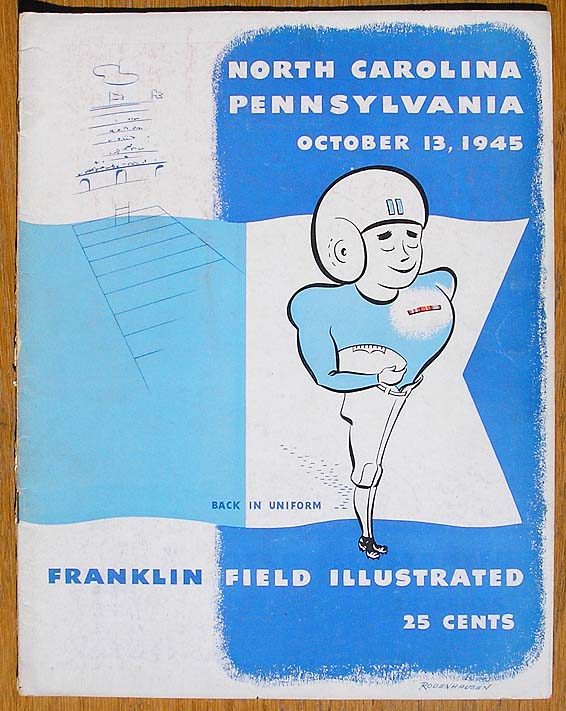 NORTH CAROLINA
PENNSYLVANIA
OCTOBER 13, 1945
BACK IN UNIFORM
FRANKLIN FIELD ILLUSTRATED
25 CENTS
RODENHAUSEN